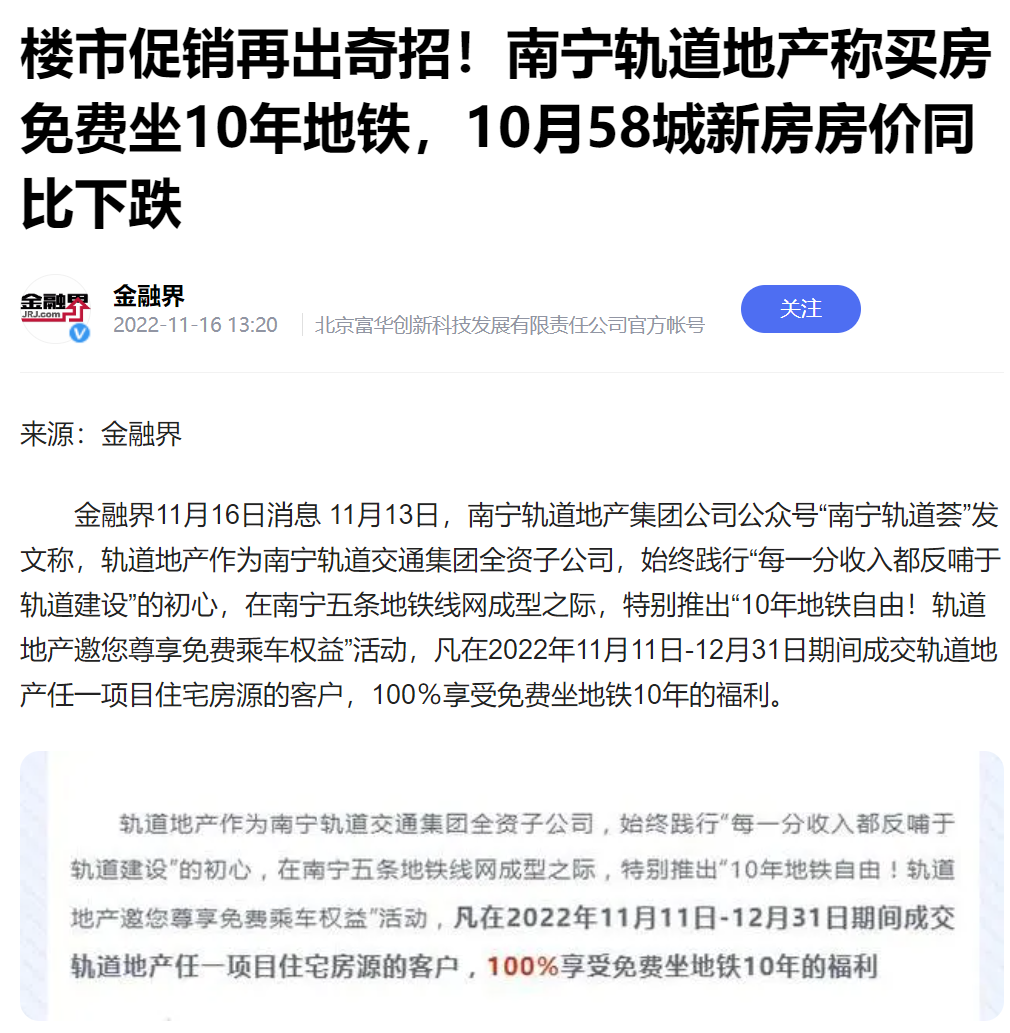 楼市促销再出奇招！南宁轨道地产称买房
免费坐10年地铁，10月58城新房房价同
比下跌
金融界
JRJ.com
金融界
2022-11-16 13:20
北京富华创新科技发展有限责任公司官方帐号
关注
来源：金融界
金融界11月16日消息 11月13日，南宁轨道地产集团公司公众号“南宁轨道荟”发
文称，轨道地产作为南宁轨道交通集团全资子公司，始终践行“每一分收入都反哺于
轨道建设”的初心，在南宁五条地铁线网成型之际，特别推出“10年地铁自由！轨道
地产邀您尊享免费乘车权益”活动，凡在2022年11月11日-12月31日期间成交轨道地
产任一项目住宅房源的客户，100%享受免费坐地铁10年的福利。
轨道地产作为南宁轨道交通集团全资子公司，始终践行“每一分收入都反哺于
轨道建设”的初心，在南宁五条地铁线网成型之际，特别推出“10年地铁自由！轨道
地产邀您尊享免费乘车权益”活动，凡在2022年11月11日-12月31日期间成交
轨道地产任一项目住宅房源的客户，100%享受免费坐地铁10年的福利